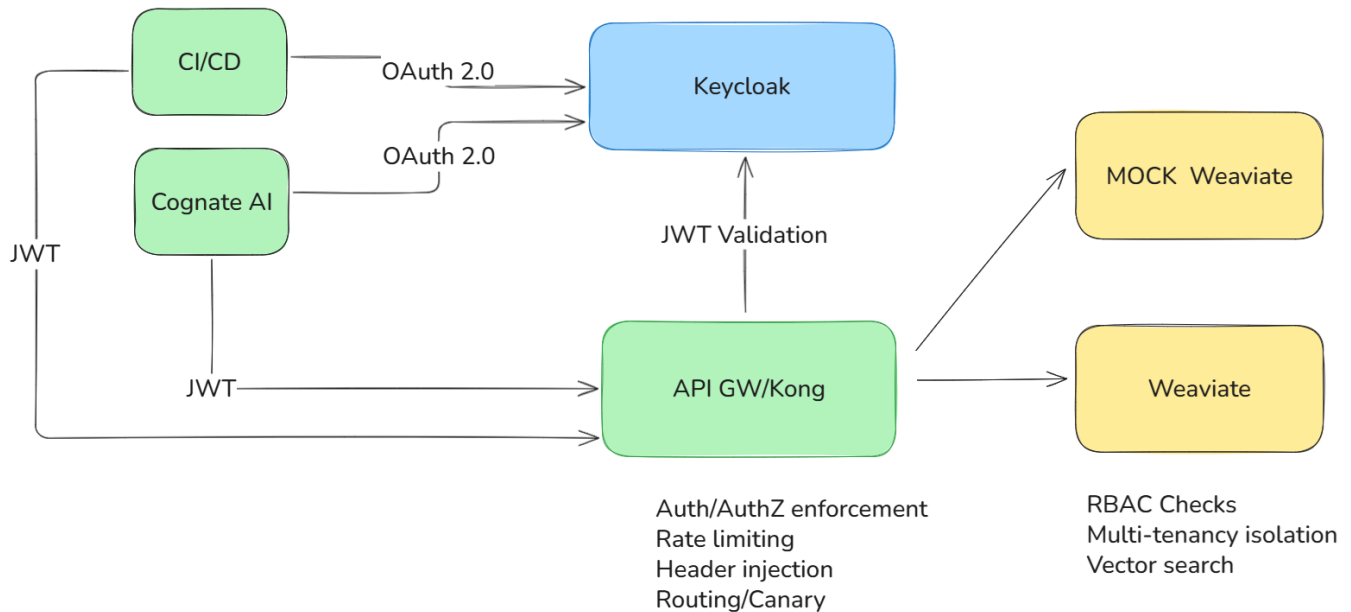 CI/CD
OAuth 2.0
Keycloak
OAuth 2.0
MOCK Weaviate
Cognate AI
JWT
JWT Validation
JWT
API GW/Kong
Weaviate
Auth/AuthZ enforcement
Rate limiting
Header injection
Routing/Canary
RBAC Checks
Multi-tenancy isolation
Vector search